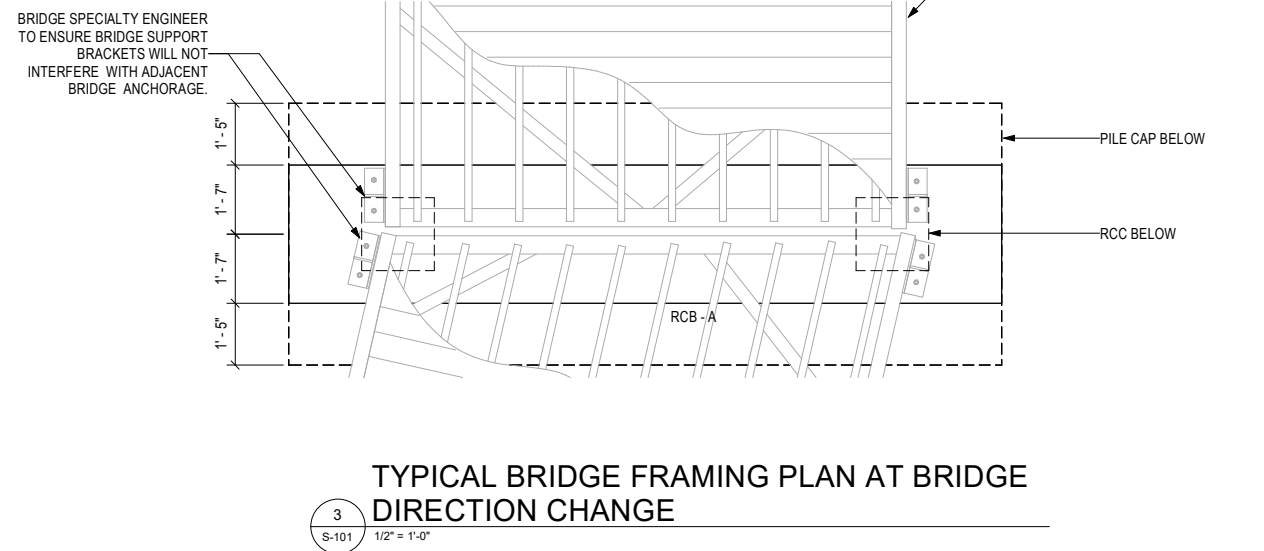 BRIDGE SPECIALTY ENGINEER
TO ENSURE BRIDGE SUPPORT
BRACKETS WILL NOT
INTERFERE WITH ADJACENT
BRIDGE ANCHORAGE.
1' - 5"
1' - 7"
1' - 7"
1' - 5"
PILE CAP BELOW
RCC BELOW
RCB - A
TYPICAL BRIDGE FRAMING PLAN AT BRIDGE
DIRECTION CHANGE
3
S-101
1/2" = 1'-0"